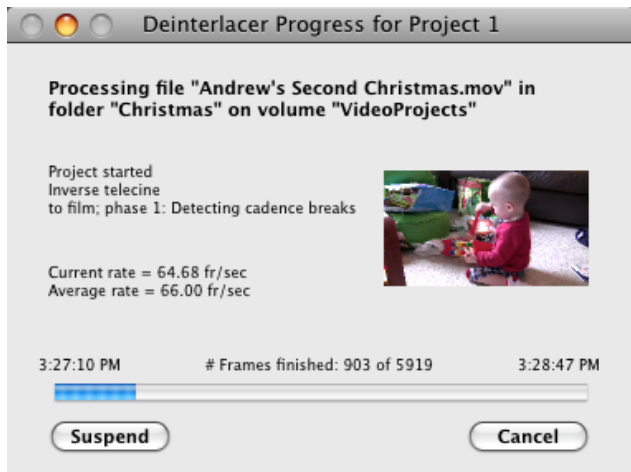 Deinterlacer Progress for Project 1
Processing file "Andrew's Second Christmas.mov" in
folder "Christmas" on volume "VideoProjects"
Project started
Inverse telecine
to film; phase 1: Detecting cadence breaks
Current rate = 64.68 fr/sec
Average rate = 66.00 fr/sec
3:27:10 PM # Frames finished: 903 of 5919 3:28:47 PM
Suspend Cancel